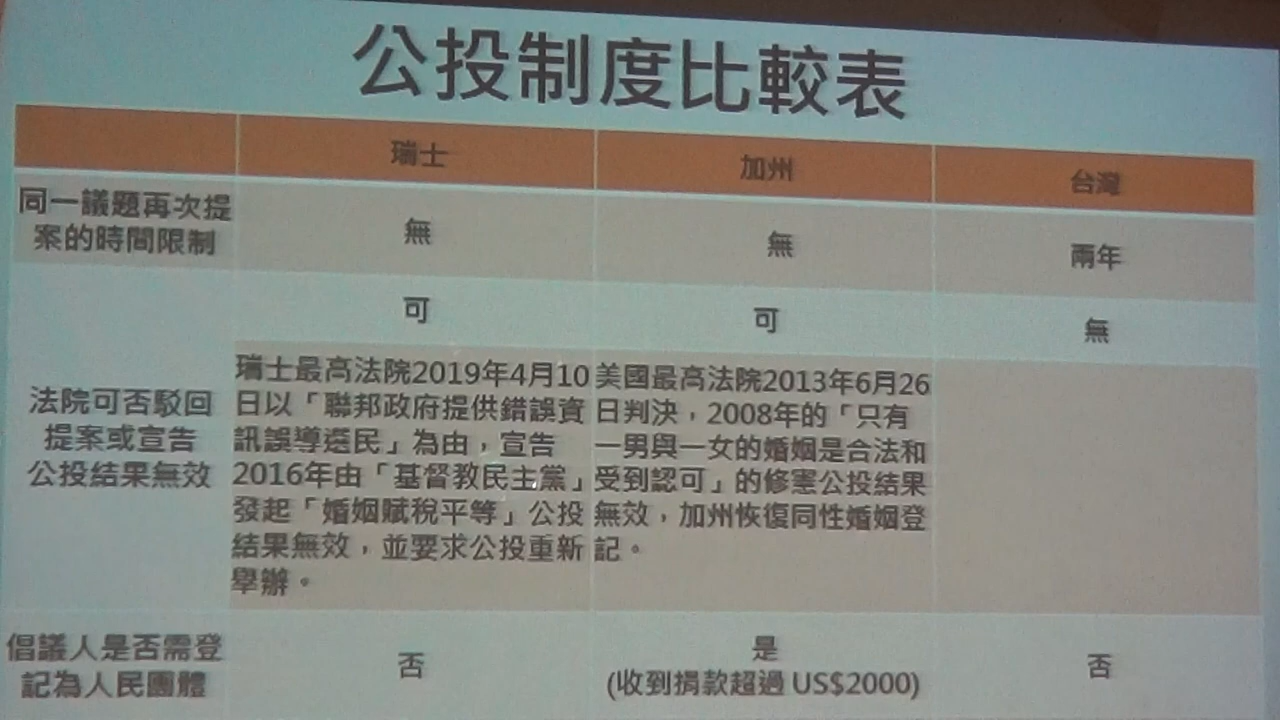 公投制度比較表
瑞士
加州
台灣
同一議題再次提
案的時間限制
無
無
兩年
法院可否駁回
提案或宣告
公投結果無效
可
可
無
瑞士最高法院2019年4月10
日以「聯邦政府提供錯誤資
訊誤導選民」為由，宣告
2016年由「基督教民主黨」
發起「婚姻賦稅平等」公投
結果無效，並要求公投重新
舉辦。
美國最高法院2013年6月26
日判決，2008年的「只有
一男與一女的婚姻是合法和
受到認可」的修憲公投結果
無效，加州恢復同性婚姻登
記。
倡議人是否需登
記為人民團體
否
是
(收到捐款超過 US$2000)
否